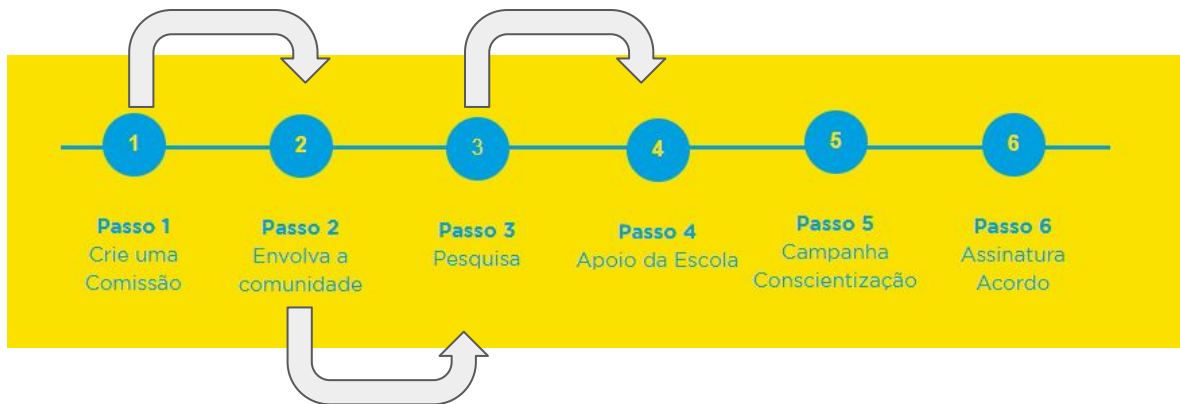 1
2
3
4
5
6
Passo 1
Crie uma
Comissão
Passo 2
Envolva a
comunidade
Passo 3
Pesquisa
Passo 4
Apoio da Escola
Passo 5
Campanha
Conscientização
Passo 6
Assinatura
Acordo